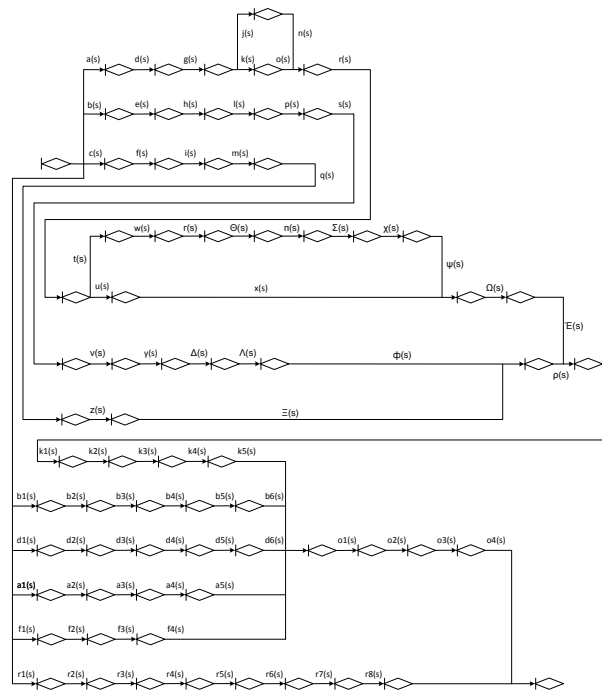 j(s) n(s)
a(s) d(s) g(s) k(s) o(s) r(s)
b(s) e(s) h(s) l(s) p(s) s(s)
c(s) f(s) i(s) m(s)
q(s)
w(s) r(s) Θ(s) π(s) Σ(s) χ(s)
t(s) ψ(s)
u(s) x(s) Ω(s)
Έ(s)
v(s) y(s) Δ(s) Λ(s) φ(s)
ρ(s)
z(s) Ξ(s)
k1(s) k2(s) k3(s) k4(s) k5(s)
b1(s) b2(s) b3(s) b4(s) b5(s) b6(s)
d1(s) d2(s) d3(s) d4(s) d5(s) d6(s) o1(s) o2(s) o3(s) o4(s)
a1(s) a2(s) a3(s) a4(s) a5(s)
f1(s) f2(s) f3(s) f4(s)
r1(s) r2(s) r3(s) r4(s) r5(s) r6(s) r7(s) r8(s)